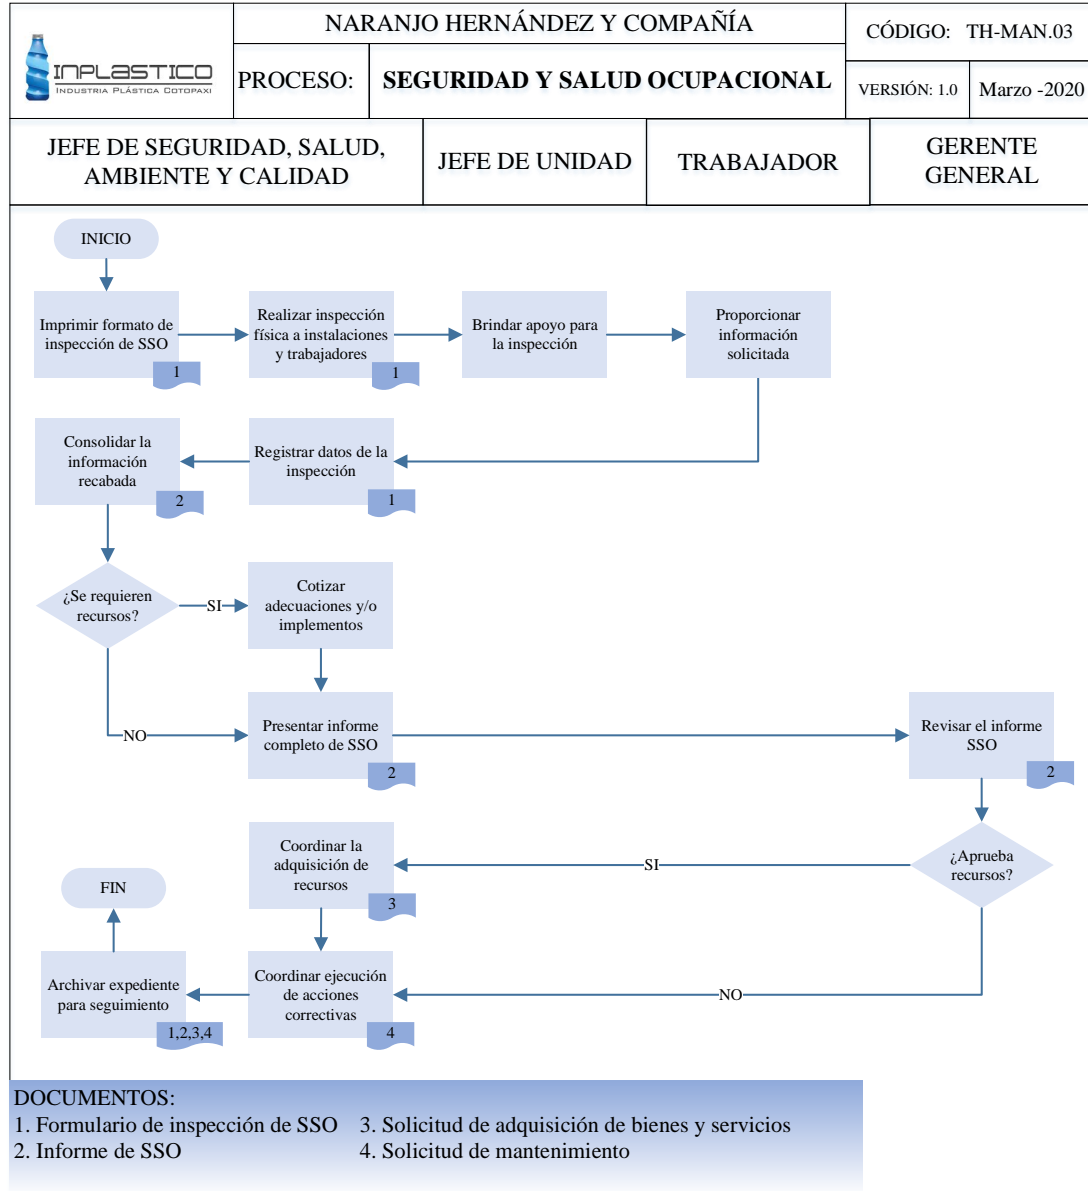 INPLASTICO
INDUSTRIA PLÁSTICA COTOPAXI
NARANJO HERNÁNDEZ Y COMPAÑÍA
CÓDIGO: TH-MAN.03
PROCESO:
SEGURIDAD Y SALUD OCUPACIONAL
VERSIÓN: 1.0
Marzo -2020
JEFE DE SEGURIDAD, SALUD,
AMBIENTE Y CALIDAD
JEFE DE UNIDAD
TRABAJADOR
GERENTE
GENERAL
INICIO
Imprimir formato de
inspección de SSO
1
Realizar inspección
física a instalaciones
y trabajadores
1
Brindar apoyo para
la inspección
Proporcionar
información
solicitada
Consolidar la
información
recabada
2
Registrar datos de la
inspección
1
¿Se requieren
recursos?
SI
Cotizar
adecuaciones y/o
implementos
NO
Presentar informe
completo de SSO
2
Revisar el informe
SSO
2
¿Aprueba
recursos?
SI
Coordinar la
adquisición de
recursos
3
FIN
NO
Coordinar ejecución
de acciones
correctivas
4
Archivar expediente
para seguimiento
1,2,3,4
DOCUMENTOS:
1. Formulario de inspección de SSO
2. Informe de SSO
3. Solicitud de adquisición de bienes y servicios
4. Solicitud de mantenimiento